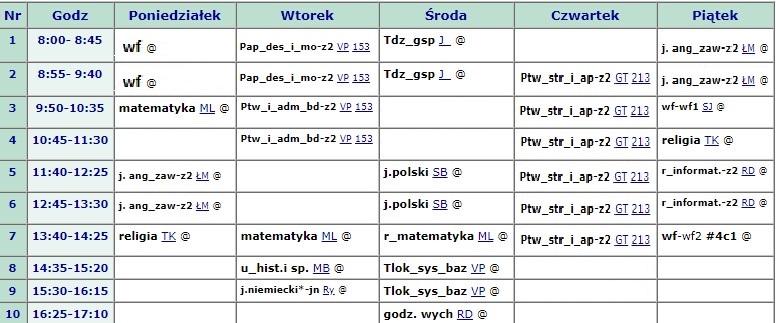 Nr Godz Poniedziałek Wtorek Środa Czwartek Piątek
1 8:00- 8:45 wf @ Pap_des_i_mo-z2 VP 153 Tdz_gsp J_ @ j. ang_zaw-z2 ŁM @
2 8:55- 9:40 wf @ Pap_des_i_mo-z2 VP 153 Tdz_gsp J_ @ Ptw_str_i_ap-z2 GT 213 j. ang_zaw-z2 ŁM @
3 9:50-10:35 matematyka ML @ Ptw_i_adm_bd-z2 VP 153 Ptw_str_i_ap-z2 GT 213 wf-wf1 SJ @
4 10:45-11:30 Ptw_i_adm_bd-z2 VP 153 Ptw_str_i_ap-z2 GT 213 religia TK @
5 11:40-12:25 j. ang_zaw-z2 ŁM @ j.polski SB @ Ptw_str_i_ap-z2 GT 213 r_informat.-z2 RD @
6 12:45-13:30 j. ang_zaw-z2 ŁM @ j.polski SB @ Ptw_str_i_ap-z2 GT 213 r_informat.-z2 RD @
7 13:40-14:25 religia TK @ matematyka ML @ r_matematyka ML @ Ptw_str_i_ap-z2 GT 213 wf-wf2 #4c1 @
8 14:35-15:20 u_hist.i sp. MB @ Tlok_sys_baz VP @
9 15:30-16:15 j.niemiecki*-jn Ry @ Tlok_sys_baz VP @
10 16:25-17:10 godz. wych RD @